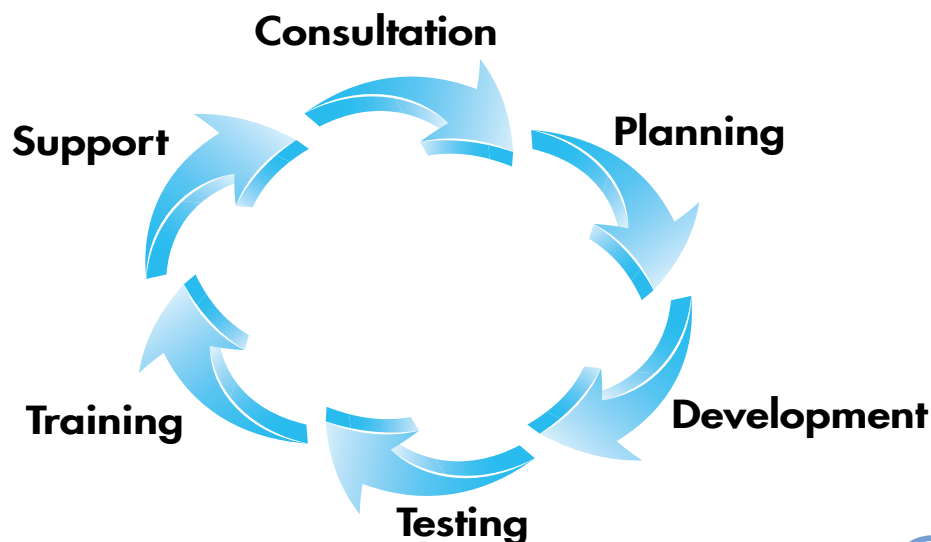 Consultation
Planning
Development
Testing
Training
Support